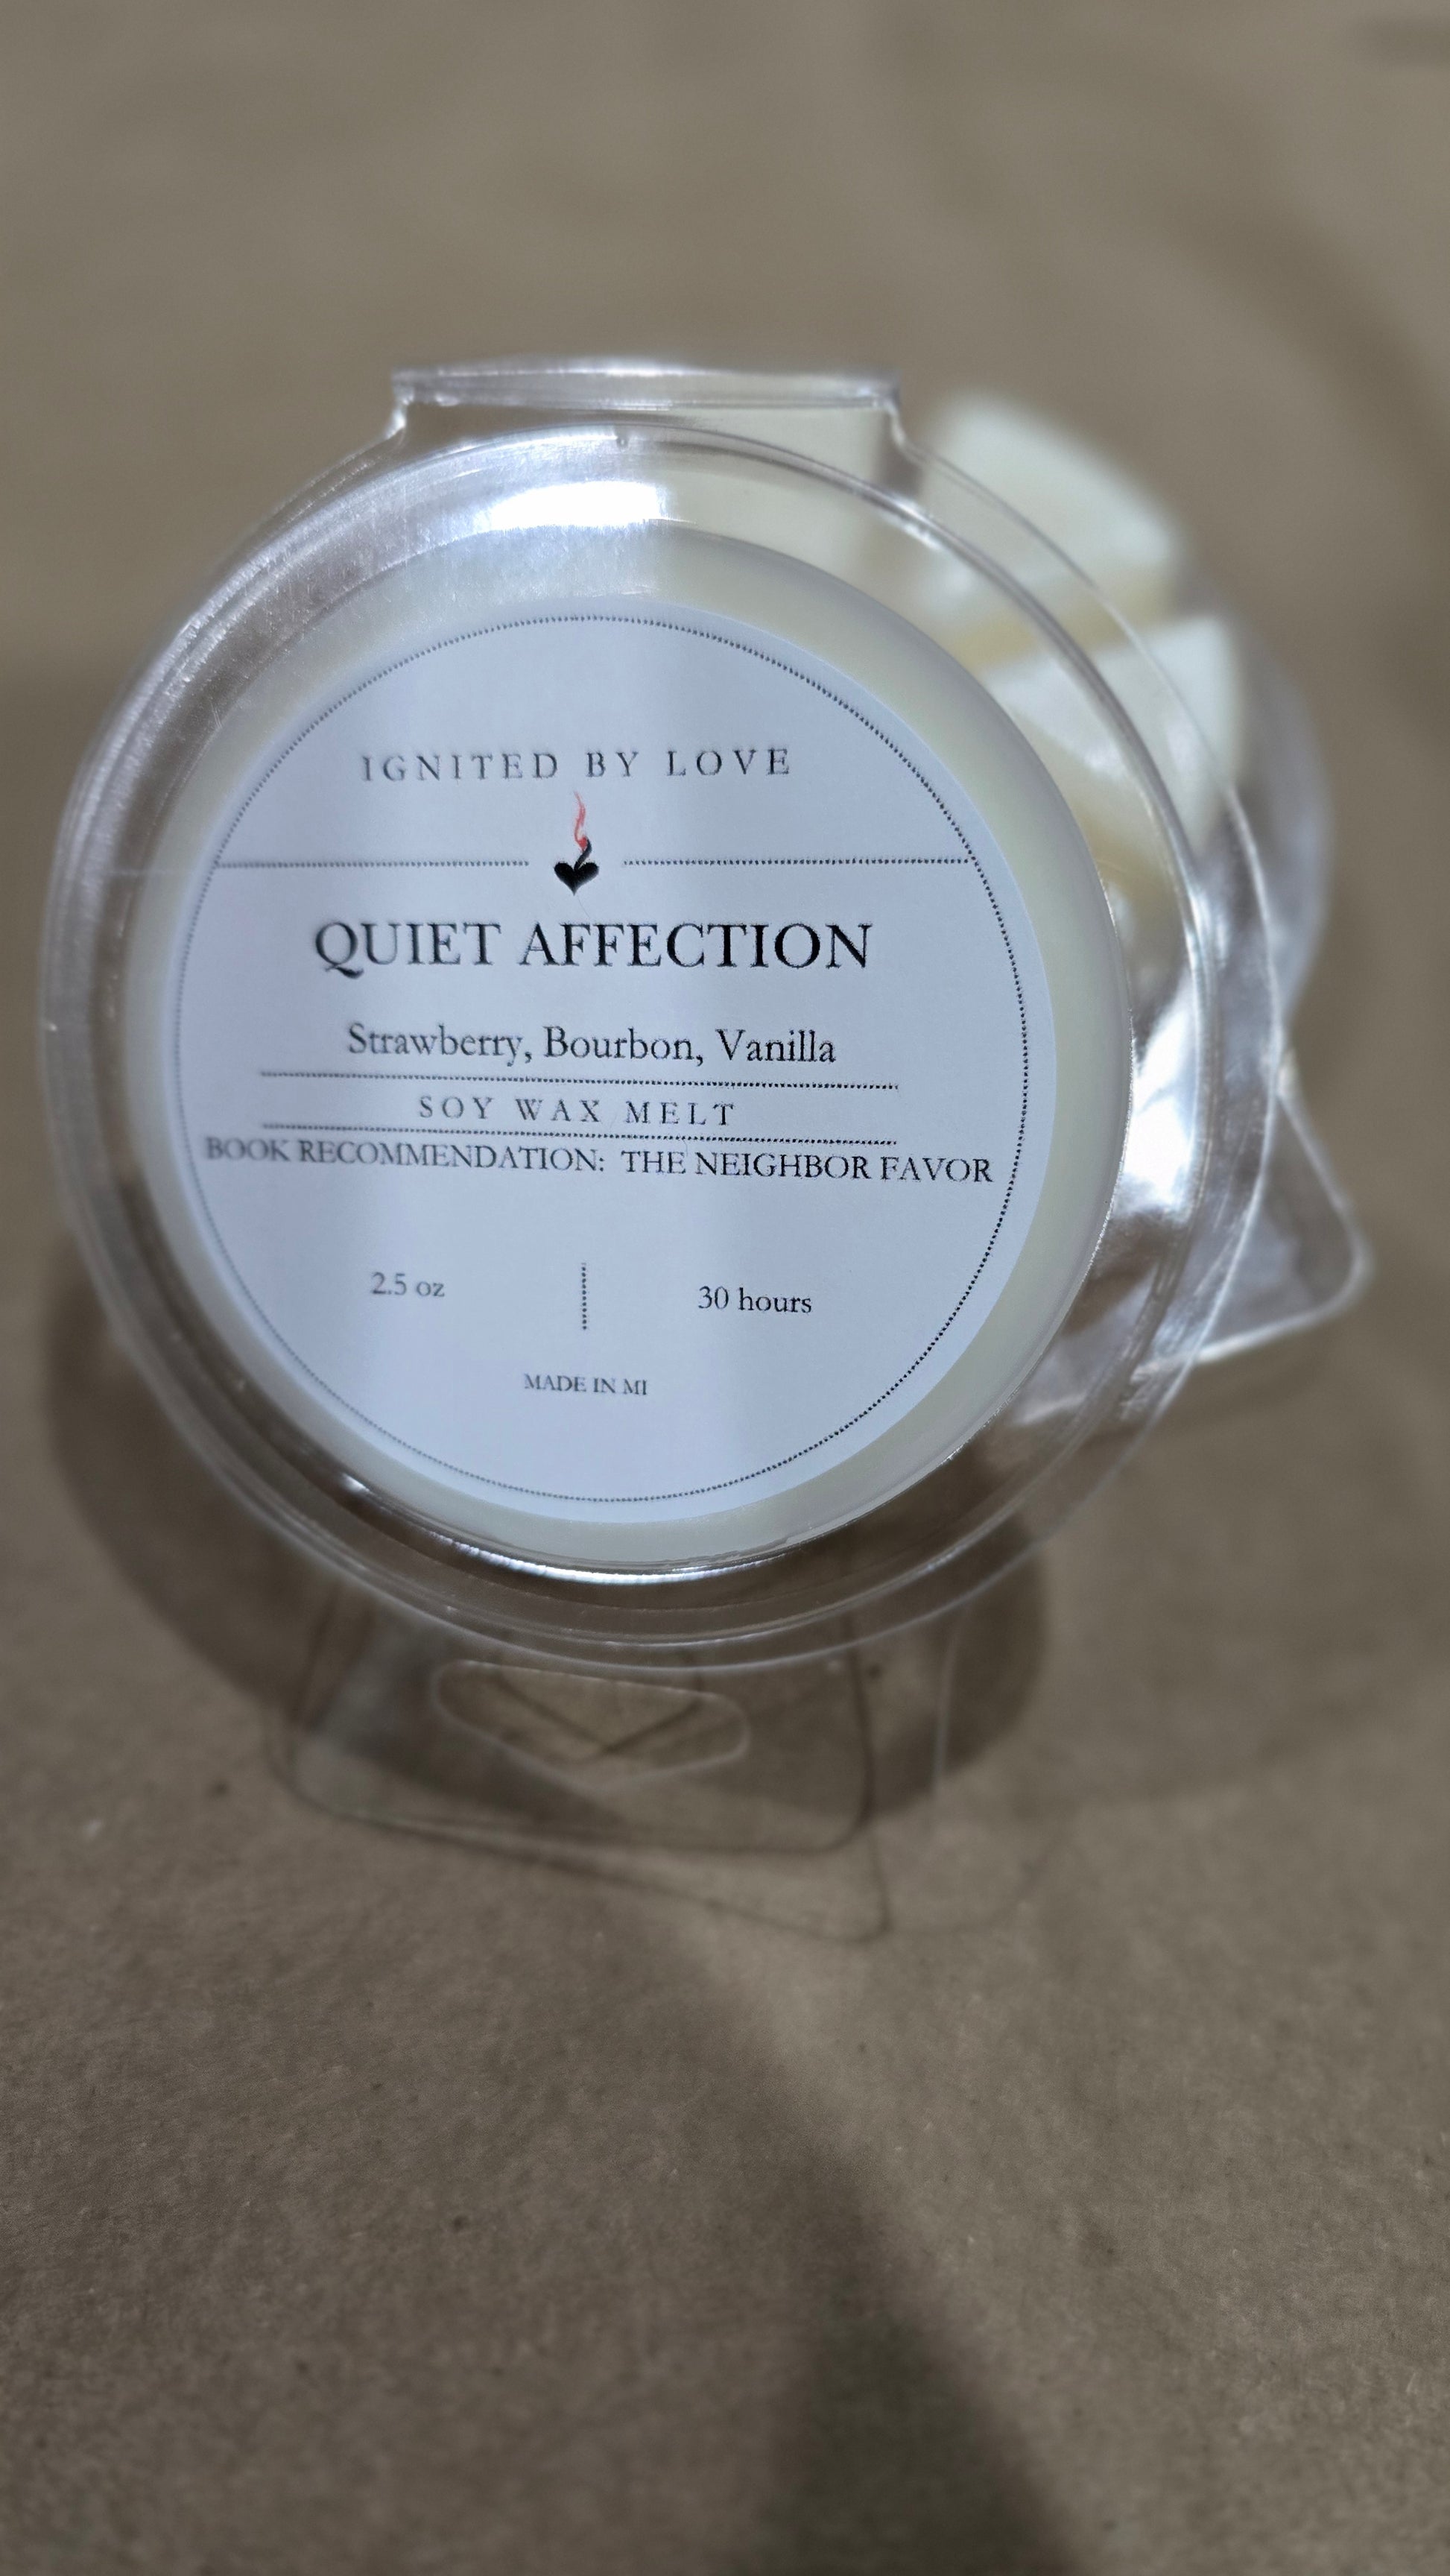 IGNITED BY LOVE
QUIET AFFECTION
Strawberry, Bourbon, Vanilla
SOY WAX MELT
BOOK RECOMMENDATION: THE NEIGHBOR FAVOR
2.5 oz 30 hours
MADE IN MI